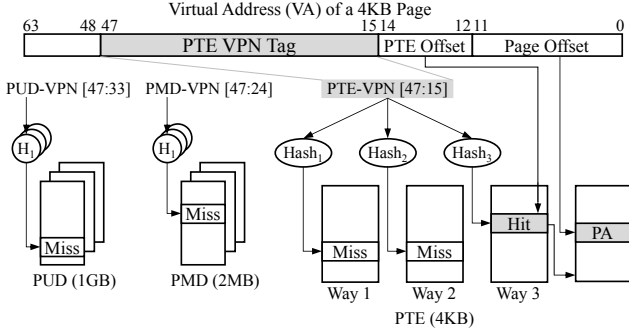 Virtual Address (VA) of a 4KB Page
63 48 47 15 14 12 11 0
PTE VPN Tag PTE Offset Page Offset
PUD-VPN [47:33] PMD-VPN [47:24] PTE-VPN [47:15]
H1 H1 Hash1 Hash2 Hash3
Miss Hit PA
Miss Miss Miss
PUD (1GB) PMD (2MB) Way 1 Way 2 Way 3
PTE (4KB)